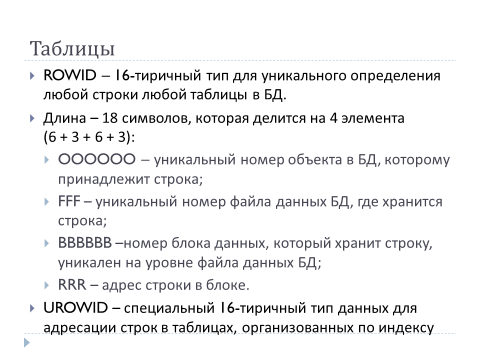 Таблицы
ROWID – 16-тиричный тип для уникального определения
любой строки любой таблицы в БД.
Длина – 18 символов, которая делится на 4 элемента
(6 + 3 + 6 + 3):
OOOOOO – уникальный номер объекта в БД, которому
принадлежит строка;
FFF – уникальный номер файла данных БД, где хранится
строка;
BBBBBB –номер блока данных, который хранит строку,
уникален на уровне файла данных БД;
RRR – адрес строки в блоке.
UROWID – специальный 16-тиричный тип данных для
адресации строк в таблицах, организованных по индексу